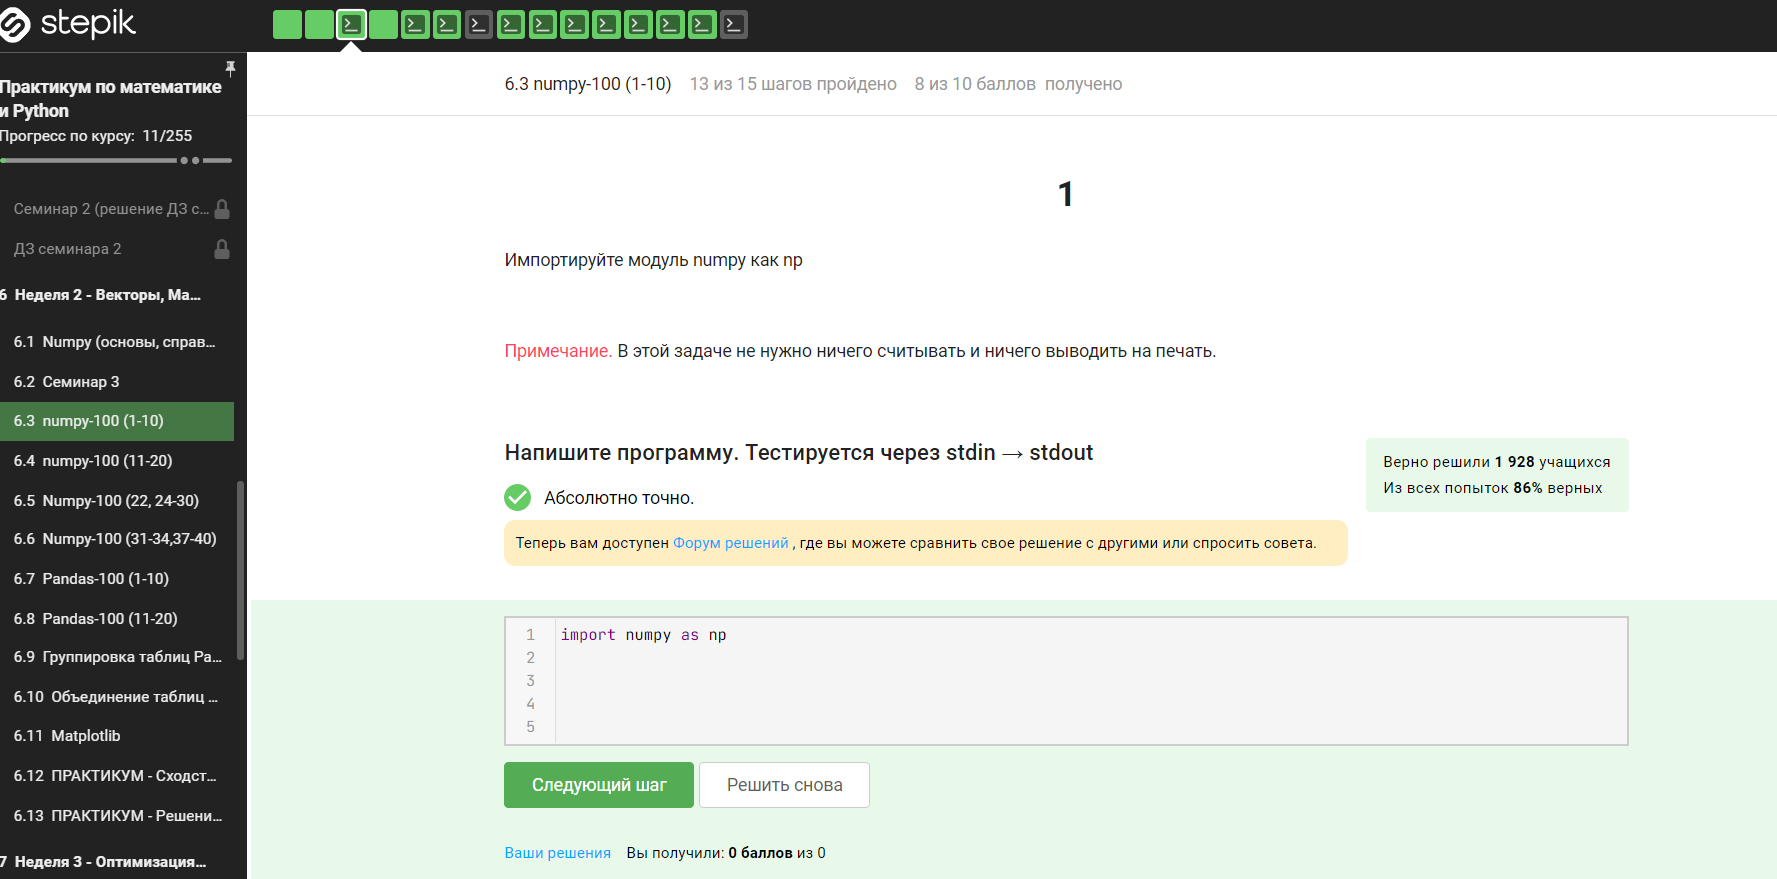 stepik
Практикум по математике
и Python
Прогресс по курсу: 11/255
Семинар 2 (решение ДЗ с...
ДЗ семинара 2
6 Неделя 2 - Векторы, Ма...
6.1 Numpy (основы, справ...
6.2 Семинар 3
6.3 numpy-100 (1-10)
6.4 numpy-100 (11-20)
6.5 Numpy-100 (22, 24-30)
6.6 Numpy-100 (31-34,37-40)
6.7 Pandas-100 (1-10)
6.8 Pandas-100 (11-20)
6.9 Группировка таблиц Pa...
6.10 Объединение таблиц ...
6.11 Matplotlib
6.12 ПРАКТИКУМ - Сходст...
6.13 ПРАКТИКУМ - Решени...
7 Неделя 3 - Оптимизация...
6.3 numpy-100 (1-10) 13 из 15 шагов пройдено 8 из 10 баллов получено
1
Импортируйте модуль numpy как np
Примечание. В этой задаче не нужно ничего считывать и ничего выводить на печать.
Напишите программу. Тестируется через stdin → stdout
Верно решили 1 928 учащихся
Из всех попыток 86% верных
Абсолютно точно.
Теперь вам доступен Форум решений , где вы можете сравнить свое решение с другими или спросить совета.
1 import numpy as np
2
3
4
5
Следующий шаг Решить снова
Ваши решения Вы получили: 0 баллов из 0